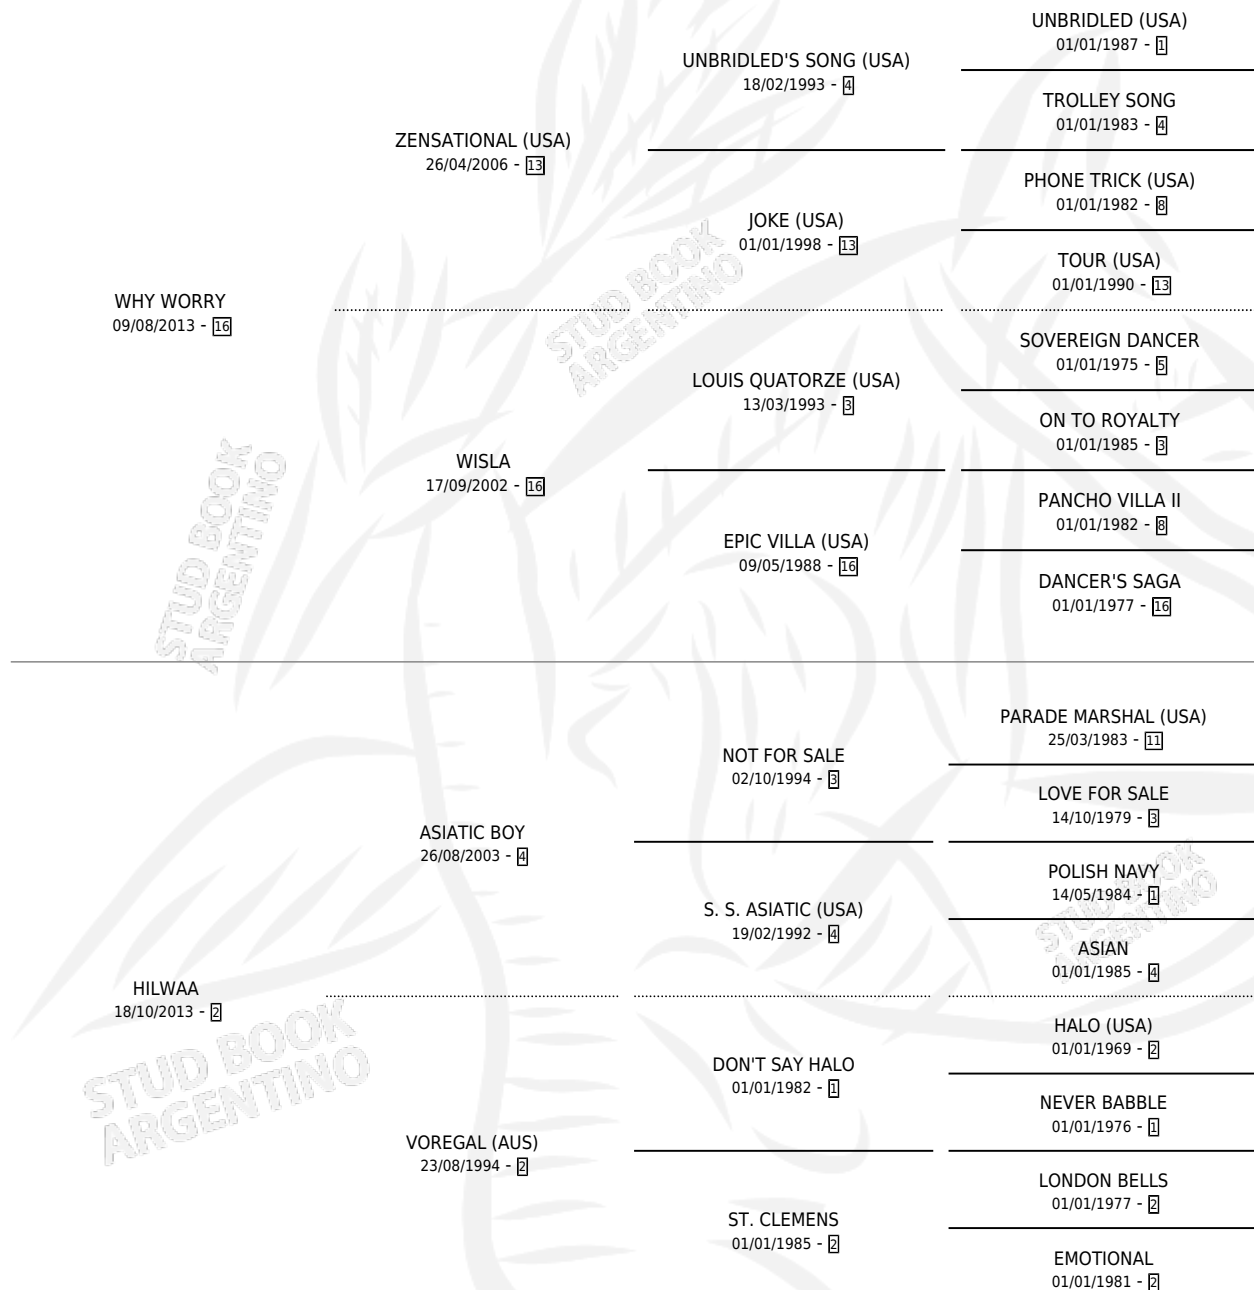 UNBRIDLED (USA)
01/01/1987 - 1
UNBRIDLED'S SONG (USA)
18/02/1993 - 4
TROLLEY SONG
01/01/1983 - 4
ZENSATIONAL (USA)
26/04/2006 - 13
PHONE TRICK (USA)
01/01/1982 - 8
JOKE (USA)
01/01/1998 - 13
TOUR (USA)
01/01/1990 - 13
WHY WORRY
09/08/2013 - 16
STUD BOOK
ARGENTINO
SOVEREIGN DANCER
01/01/1975 - 5
LOUIS QUATORZE (USA)
13/03/1993 - 3
ON TO ROYALTY
01/01/1985 - 3
WISLA
17/09/2002 - 16
PANCHO VILLA II
01/01/1982 - 8
EPIC VILLA (USA)
09/05/1988 - 16
DANCER'S SAGA
01/01/1977 - 16
STUD BOOK
ARGENTINO
PARADE MARSHAL (USA)
25/03/1983 - 11
NOT FOR SALE
02/10/1994 - 3
LOVE FOR SALE
14/10/1979 - 3
ASIATIC BOY
26/08/2003 - 4
POLISH NAVY
14/05/1984 - 1
S. S. ASIATIC (USA)
19/02/1992 - 4
STUD BOOK
ARGENTINO
ASIAN
01/01/1985 - 4
HILWAA
18/10/2013 - 2
HALO (USA)
01/01/1969 - 2
DON'T SAY HALO
01/01/1982 - 1
NEVER BABBLE
01/01/1976 - 1
STUD BOOK
ARGENTINO
VOREGAL (AUS)
23/08/1994 - 2
LONDON BELLS
01/01/1977 - 2
ST. CLEMENS
01/01/1985 - 2
EMOTIONAL
01/01/1981 - 2